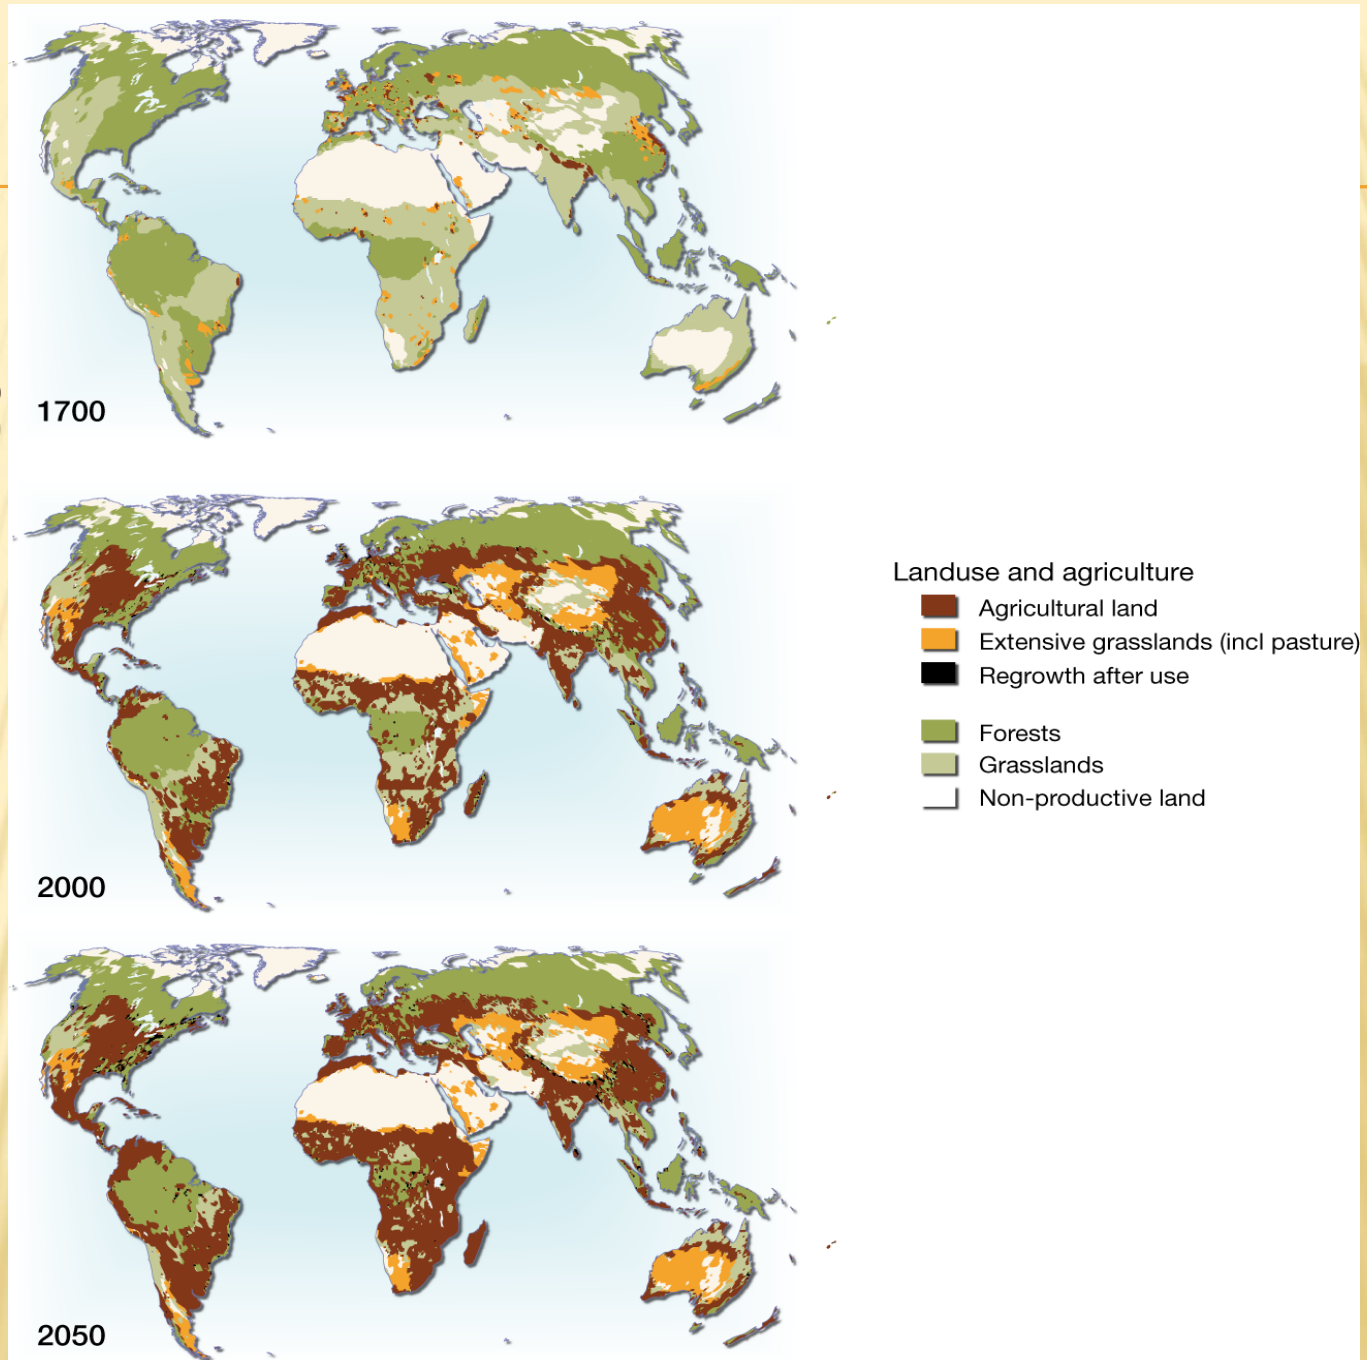 1700
2000
Landuse and agriculture
Agricultural land
Extensive grasslands (incl pasture)
Regrowth after use
Forests
Grasslands
Non-productive land
2050